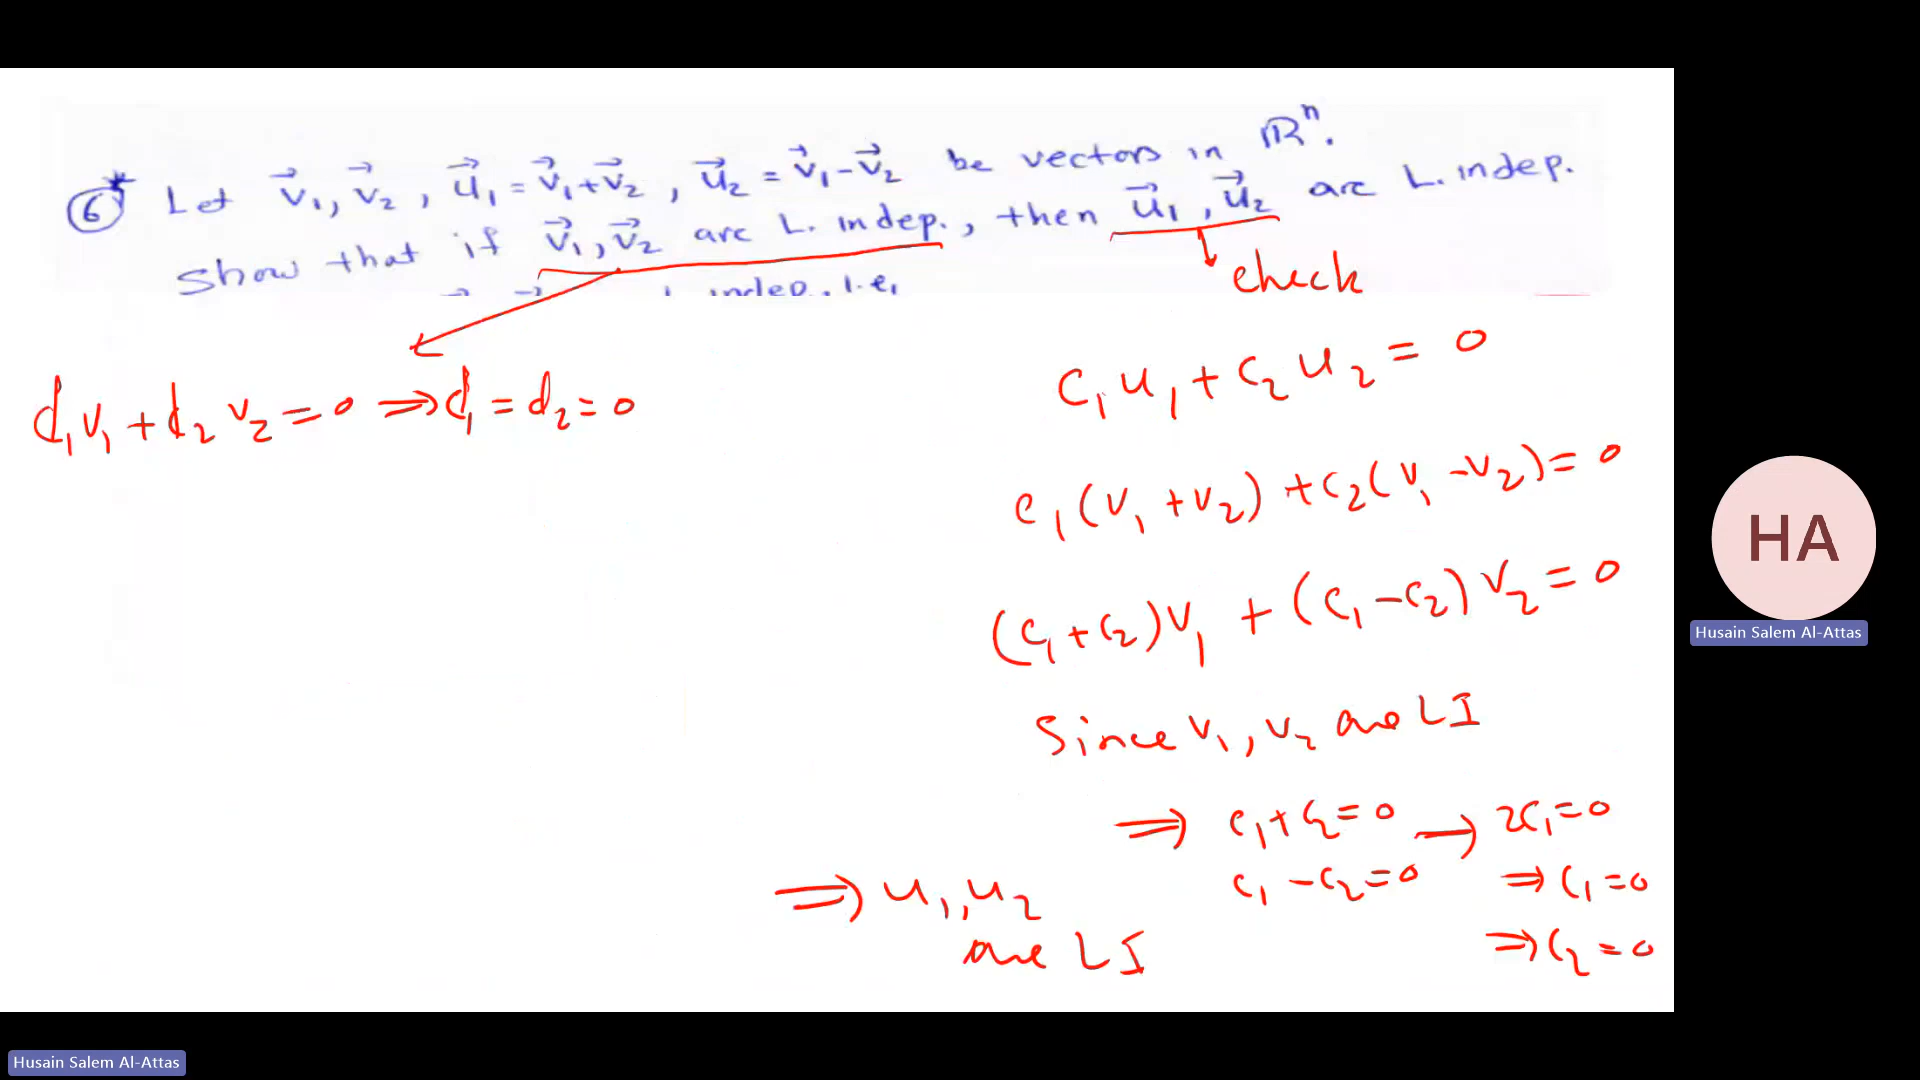 6* Let v⃗₁, v⃗₂, u⃗₁ = v⃗₁+v⃗₂, u⃗₂ = v⃗₁-v⃗₂ be vectors in ℝⁿ.
Show that if v⃗₁, v⃗₂ are L. indep., then u⃗₁, u⃗₂ are L. indep.
indep. i.e,
check
d₁v₁ + d₂v₂ = 0 ⇒ d₁ = d₂ = 0
c₁u₁ + c₂u₂ = 0
c₁(v₁+v₂) + c₂(v₁-v₂) = 0
(c₁+c₂)v₁ + (c₁-c₂)v₂ = 0
Since v₁, v₂ are LI
⇒ c₁+c₂=0 → 2c₁=0
c₁-c₂=0 ⇒ c₁=0
⇒ c₂=0
⇒ u₁, u₂
are LI
HA
Husain Salem Al-Attas
Husain Salem Al-Attas